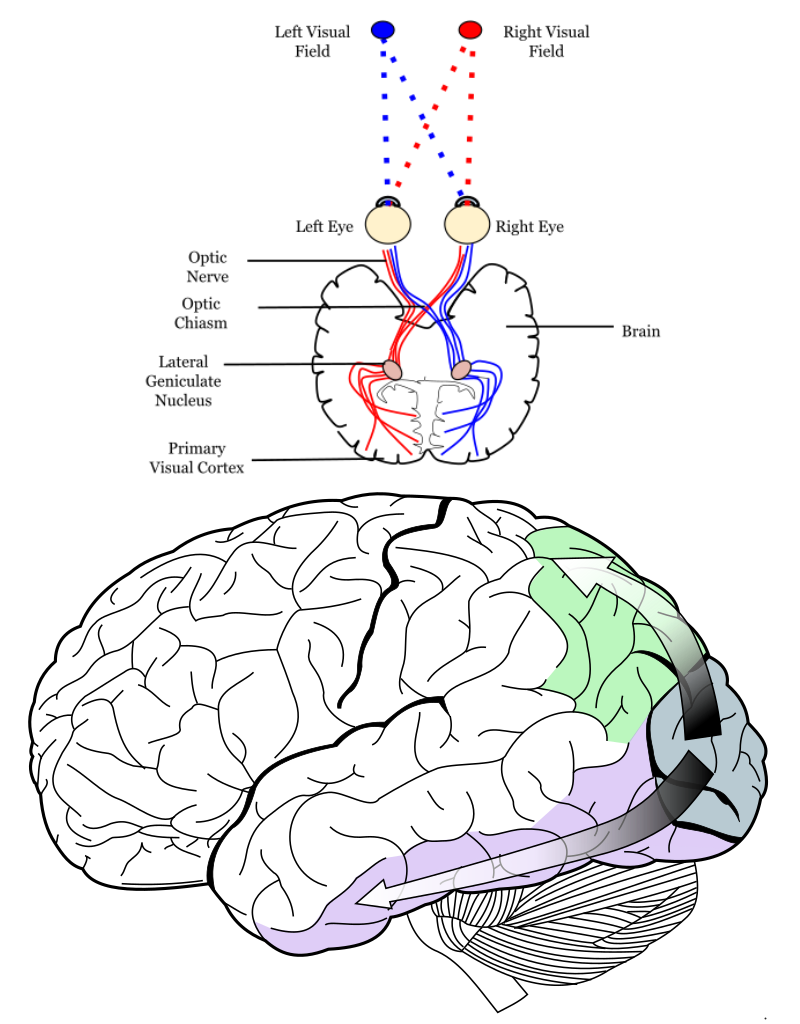 Left Visual
Field
Right Visual
Field
Left Eye
Right Eye
Optic
Nerve
Optic
Chiasm
Brain
Lateral
Geniculate
Nucleus
Primary
Visual Cortex